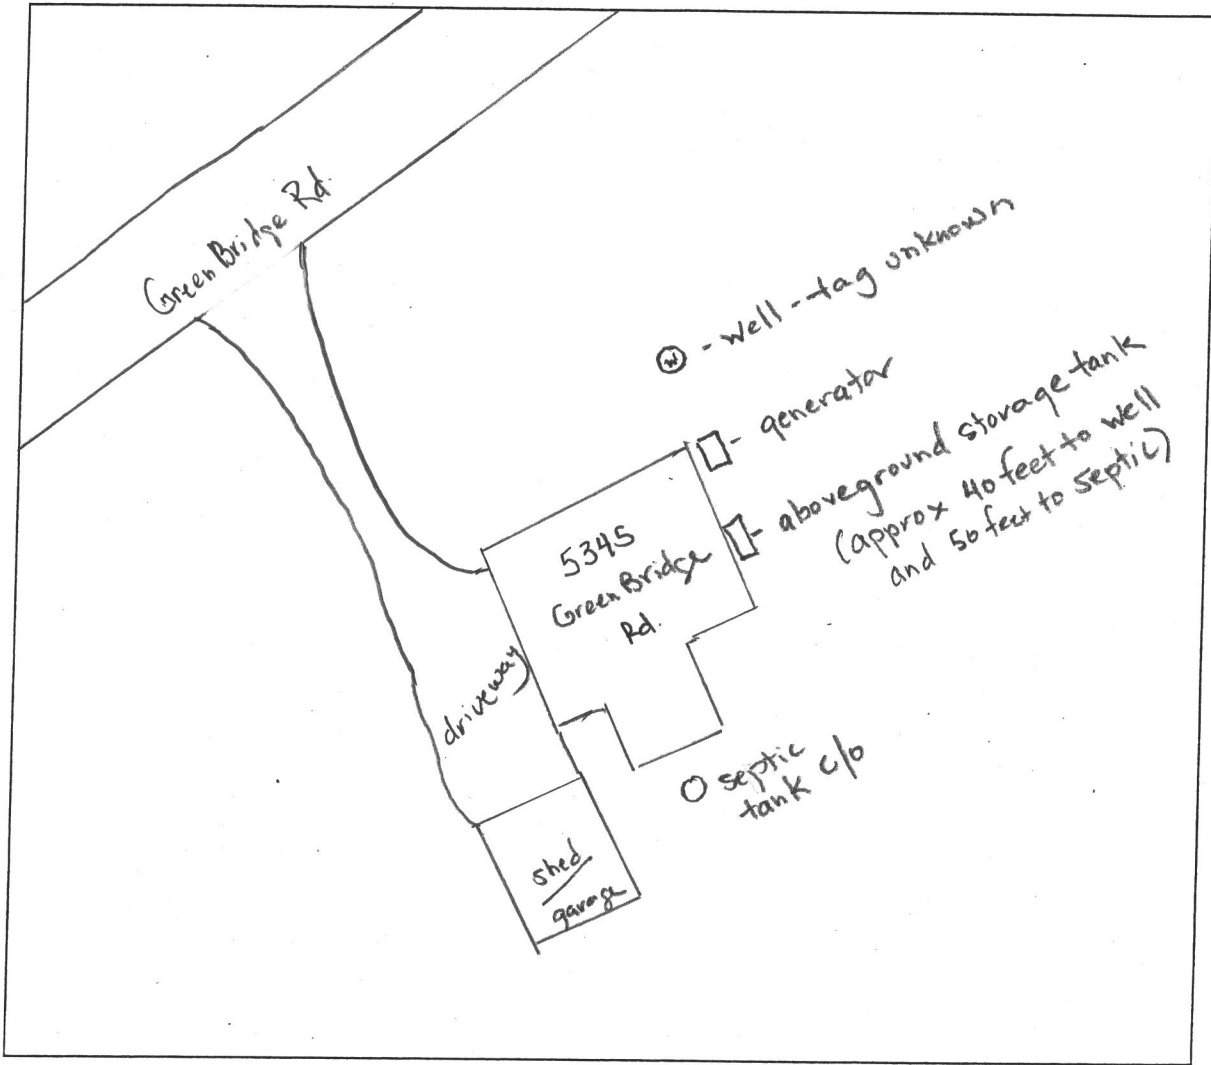 Green Bridge Rd.
W - well - tag unknown
- generator
- aboveground storage tank
(approx 40 feet to well
and 50 feet to septic)
5345
Green Bridge
Rd.
driveway
O septic
tank c/o
shed/
garage